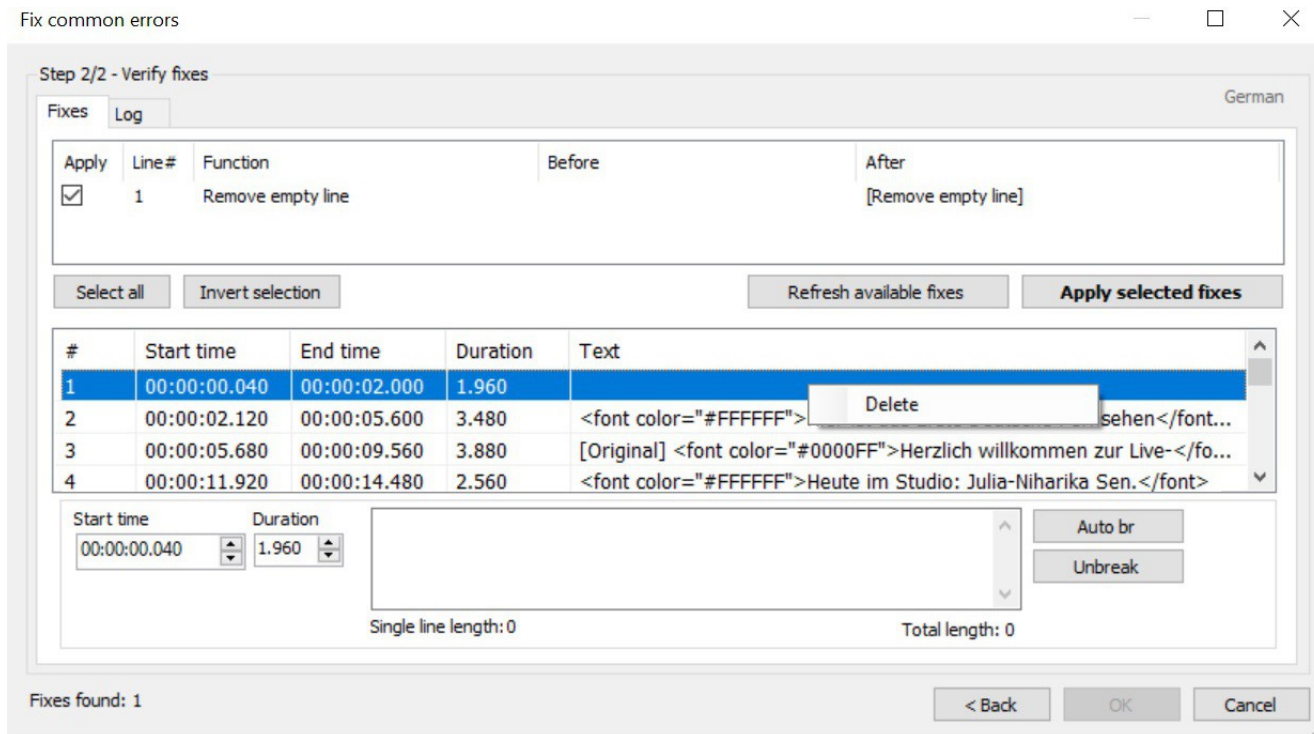 Fix common errors
Step 2/2 - Verify fixes
German
Fixes Log
Apply Line# Function Before After
1 Remove empty line [Remove empty line]
Select all Invert selection Refresh available fixes Apply selected fixes
# Start time End time Duration Text
1 00:00:00.040 00:00:02.000 1.960
Delete
2 00:00:02.120 00:00:05.600 3.480 <font color="#FFFFFF"> sehen</font...
3 00:00:05.680 00:00:09.560 3.880 [Original] <font color="#0000FF">Herzlich willkommen zur Live-</fo...
4 00:00:11.920 00:00:14.480 2.560 <font color="#FFFFFF">Heute im Studio: Julia-Niharika Sen.</font>
Start time Duration
00:00:00.040 1.960
Auto br
Unbreak
Single line length: 0 Total length: 0
Fixes found: 1
< Back OK Cancel